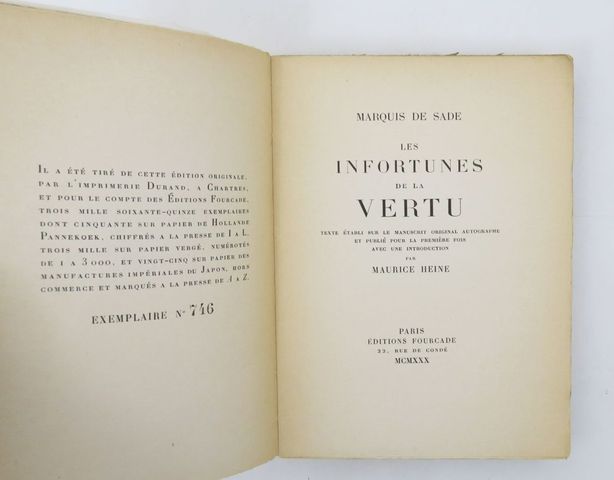 Il a été tiré de cette édition originale,
par l'imprimerie Durand, a Chartres,
et pour le compte des Éditions Fourcade,
trois mille soixante-quinze exemplaires
dont cinquante sur papier de Hollande
Pannekoek, chiffrés a la presse de I a L,
trois mille sur papier vergé, numérotés
de 1 a 3000, et vingt-cinq sur papier des
manufactures impériales du Japon, hors
commerce et marqués a la presse de A a Z.
EXEMPLAIRE No 746
MARQUIS DE SADE
LES
INFORTUNES
DE LA
VERTU
TEXTE ÉTABLI SUR LE MANUSCRIT ORIGINAL AUTOGRAPHE
ET PUBLIÉ POUR LA PREMIÈRE FOIS
AVEC UNE INTRODUCTION
PAR
MAURICE HEINE
PARIS
ÉDITIONS FOURCADE
22, RUE DE CONDÉ
MCMXXX